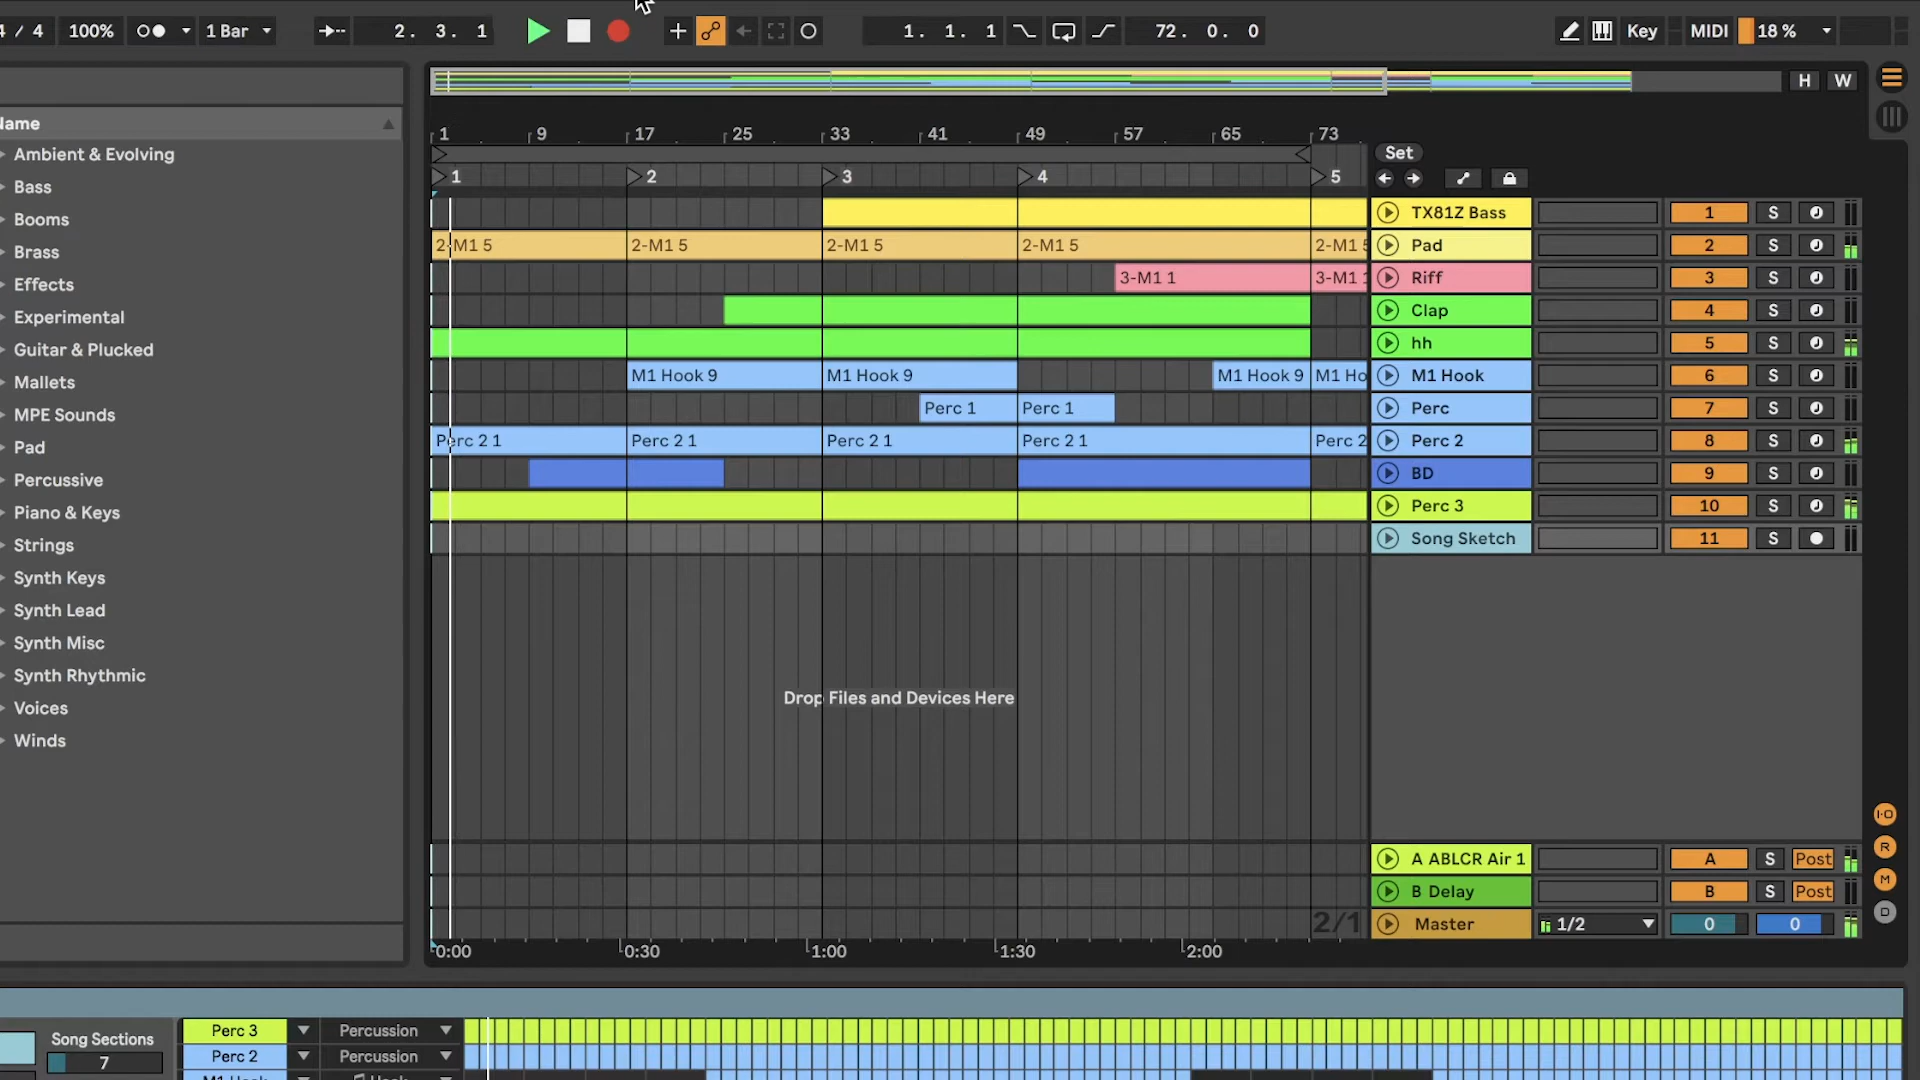 4 / 4 100% 1 Bar 2. 3. 1 1. 1. 1 72. 0. 0 Key MIDI 18 %
H W
Name
Ambient & Evolving
Bass
Booms
Brass
Effects
Experimental
Guitar & Plucked
Mallets
MPE Sounds
Pad
Percussive
Piano & Keys
Strings
Synth Keys
Synth Lead
Synth Misc
Synth Rhythmic
Voices
Winds
1 9 17 25 33 41 49 57 65 73
Set
1 2 3 4 5
TX81Z Bass 1 S
2-M1 5 2-M1 5 2-M1 5 2-M1 5 2-M1 5 Pad 2 S
3-M1 1 3-M1 1 Riff 3 S
Clap 4 S
hh 5 S
M1 Hook 9 M1 Hook 9 M1 Hook 9 M1 Ho M1 Hook 6 S
Perc 1 Perc 1 Perc 7 S
Perc 2 1 Perc 2 1 Perc 2 1 Perc 2 1 Perc 2 Perc 2 8 S
BD 9 S
Perc 3 10 S
Song Sketch 11 S
Drop Files and Devices Here
I·O
R
M
D
A ABLCR Air 1 A S Post
B Delay B S Post
2/1 Master 1/2 0 0
0:00 0:30 1:00 1:30 2:00
Song Sections
7
Perc 3 Percussion
Perc 2 Percussion
M1 Hook Hook